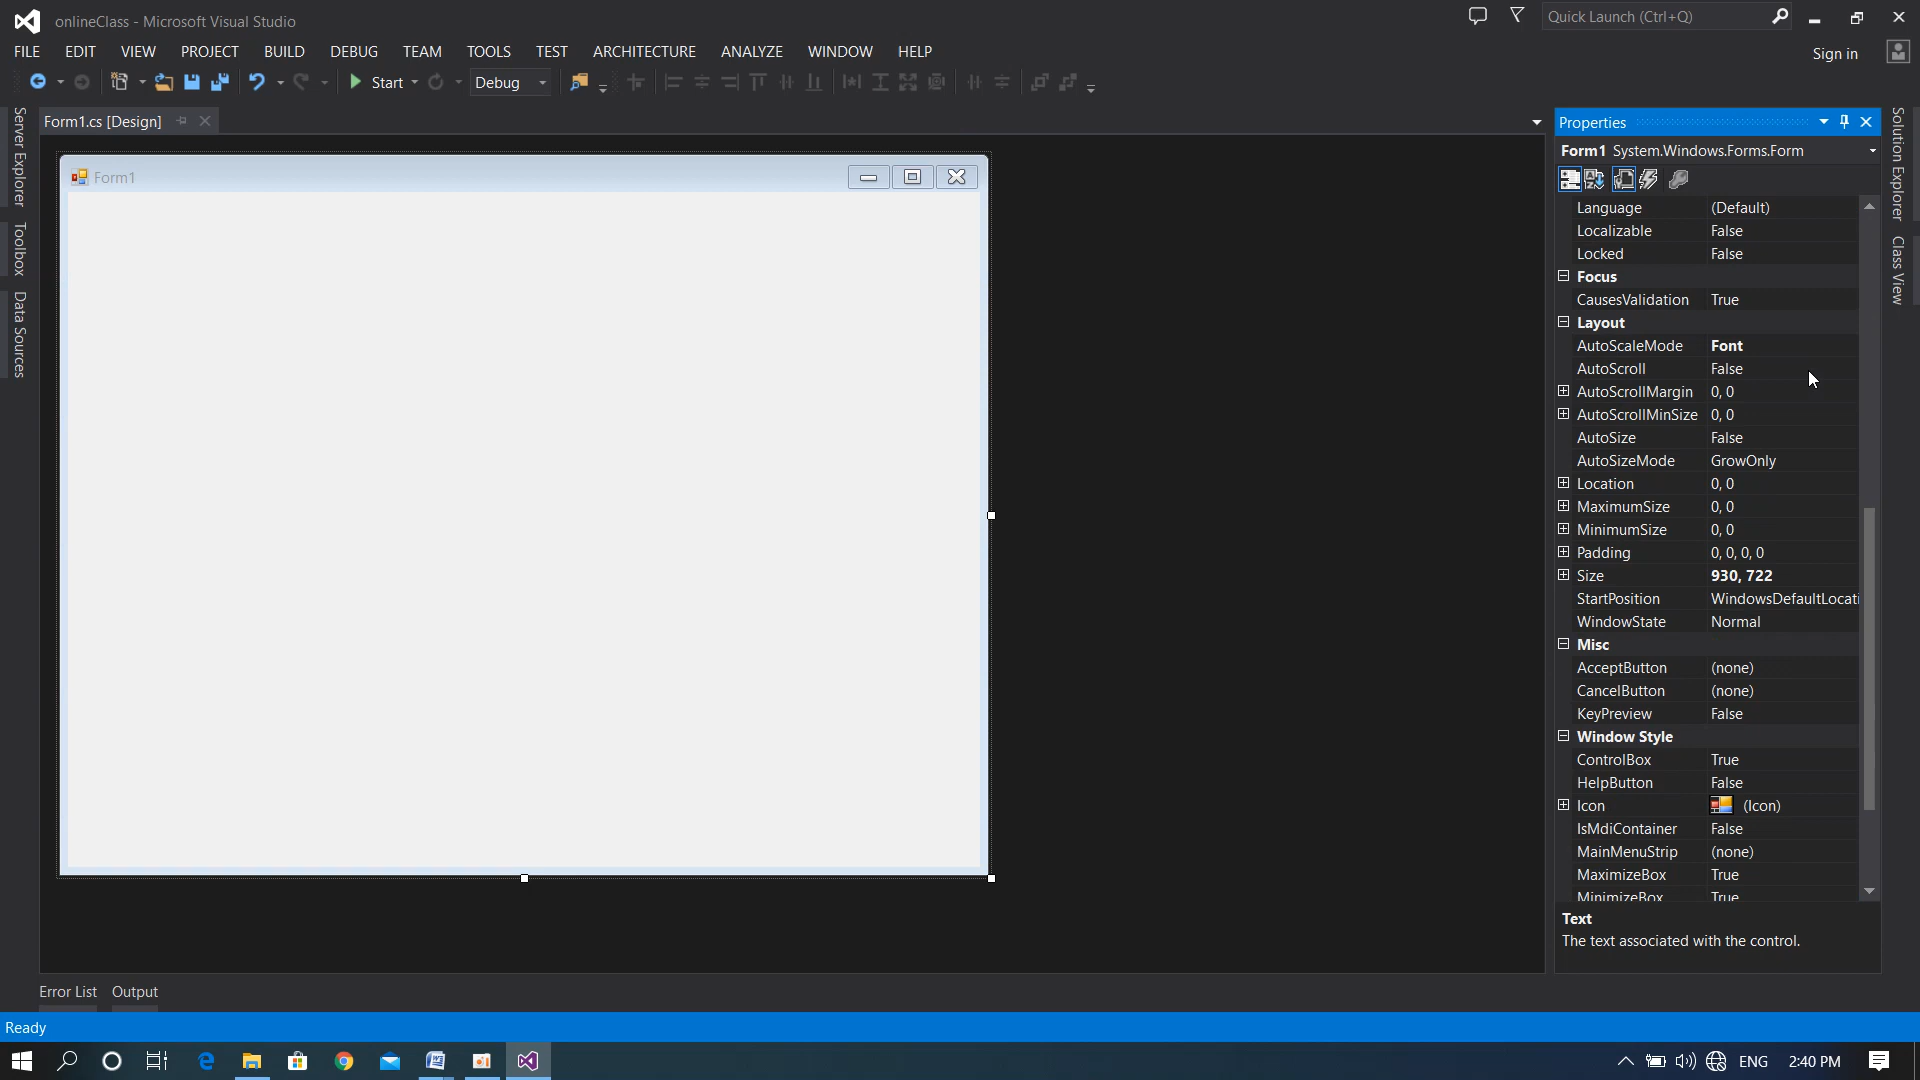 onlineClass - Microsoft Visual Studio
Quick Launch (Ctrl+Q)
FILE EDIT VIEW PROJECT BUILD DEBUG TEAM TOOLS TEST ARCHITECTURE ANALYZE WINDOW HELP
Sign in
Start
Debug
Server Explorer
Toolbox
Data Sources
Form1.cs [Design]
Form1
Properties
Form1 System.Windows.Forms.Form
Language (Default)
Localizable False
Locked False
Focus
CausesValidation True
Layout
AutoScaleMode Font
AutoScroll False
AutoScrollMargin 0, 0
AutoScrollMinSize 0, 0
AutoSize False
AutoSizeMode GrowOnly
Location 0, 0
MaximumSize 0, 0
MinimumSize 0, 0
Padding 0, 0, 0, 0
Size 930, 722
StartPosition WindowsDefaultLocati
WindowState Normal
Misc
AcceptButton (none)
CancelButton (none)
KeyPreview False
Window Style
ControlBox True
HelpButton False
Icon (Icon)
IsMdiContainer False
MainMenuStrip (none)
MaximizeBox True
MinimizeBox True
Text
The text associated with the control.
Solution Explorer
Class View
Error List Output
Ready
ENG 2:40 PM